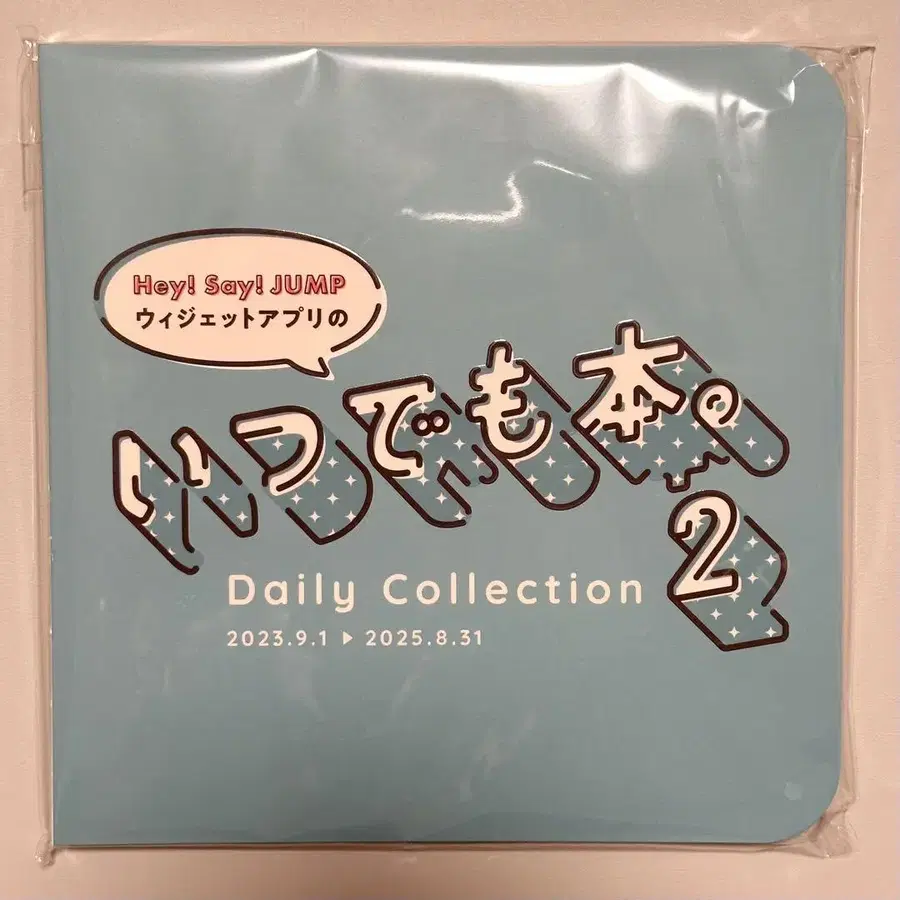 Hey! Say! JUMP
ウィジェットアプリの
いつでも本。
2
Daily Collection
2023.9.1 ▶ 2025.8.31